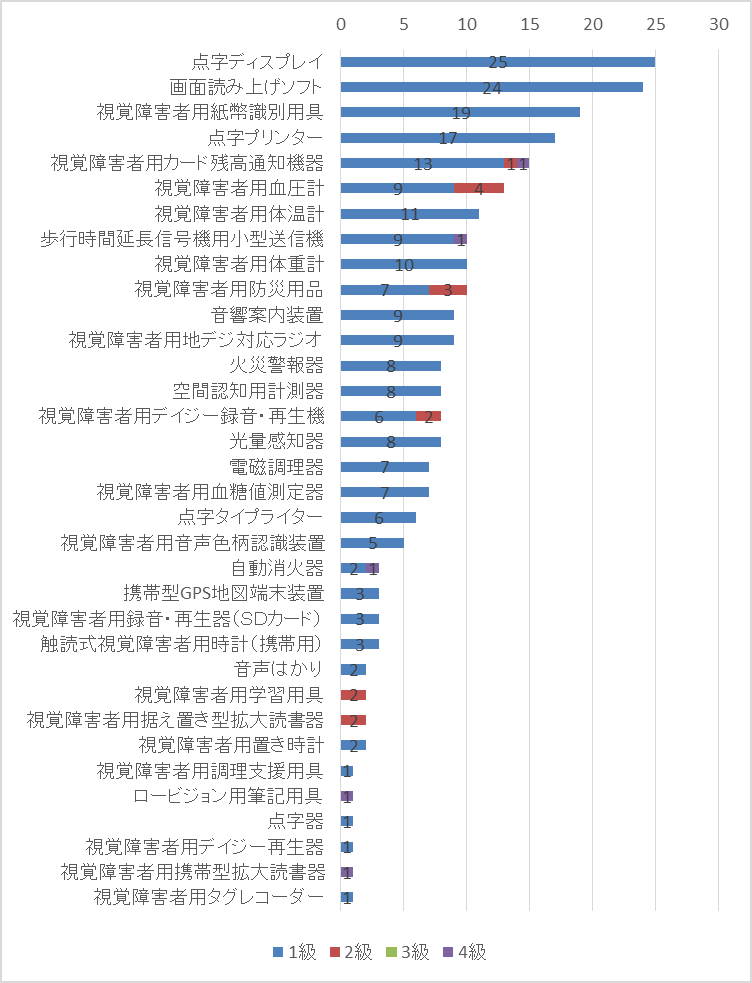 0 5 10 15 20 25 30
点字ディスプレイ 25
画面読み上げソフト 24
視覚障害者用紙幣識別用具 19
点字プリンター 17
視覚障害者用カード残高通知機器 13 1 1
視覚障害者用血圧計 9 4
視覚障害者用体温計 11
歩行時間延長信号機用小型送信機 9 1
視覚障害者用体重計 10
視覚障害者用防災用品 7 3
音響案内装置 9
視覚障害者用地デジ対応ラジオ 9
火災警報器 8
空間認知用計測器 8
視覚障害者用デイジー録音・再生機 6 2
光量感知器 8
電磁調理器 7
視覚障害者用血糖値測定器 7
点字タイプライター 6
視覚障害者用音声色柄認識装置 5
自動消火器 2 1
携帯型GPS地図端末装置 3
視覚障害者用録音・再生器（ＳＤカード） 3
触読式視覚障害者用時計（携帯用） 3
音声はかり 2
視覚障害者用学習用具 2
視覚障害者用据え置き型拡大読書器 2
視覚障害者用置き時計 2
視覚障害者用調理支援用具 1
ロービジョン用筆記用具 1
点字器 1
視覚障害者用デイジー再生器 1
視覚障害者用携帯型拡大読書器 1
視覚障害者用タグレコーダー 1
1級 2級 3級 4級